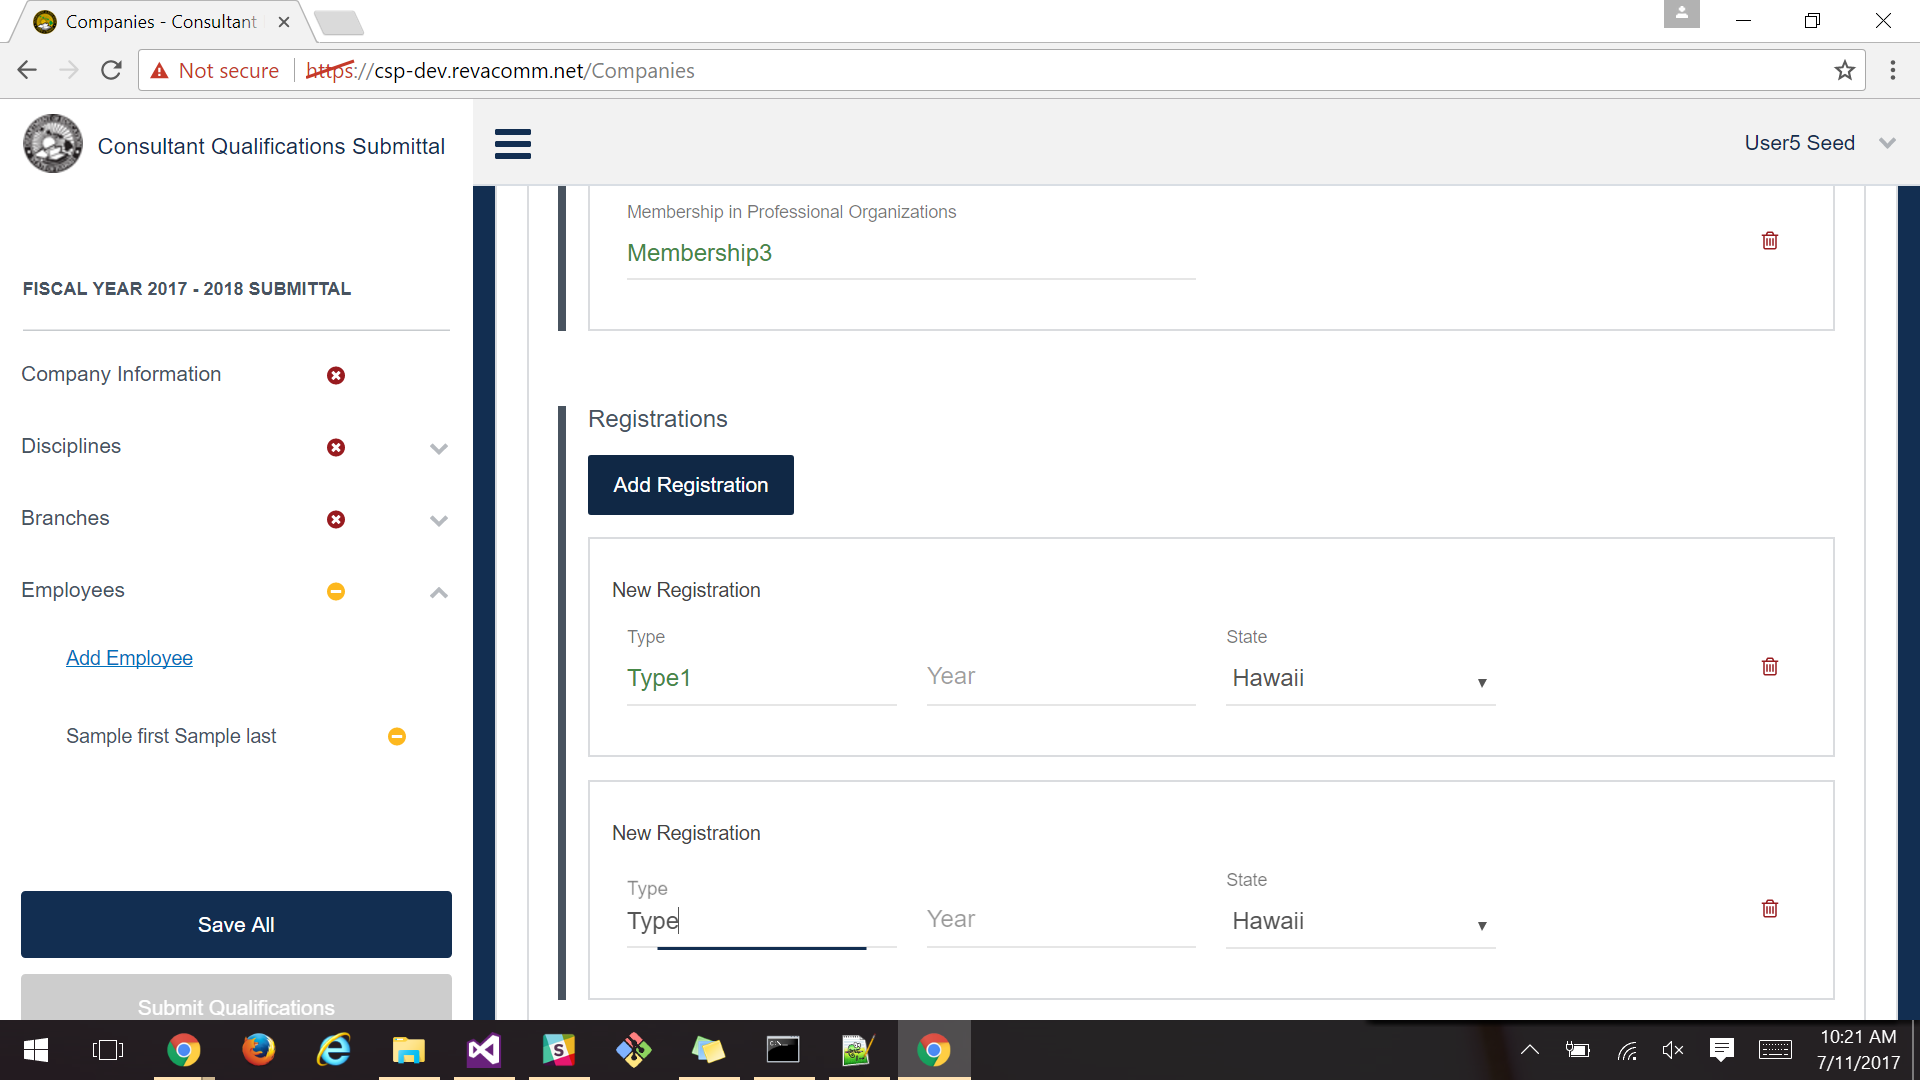 Companies - Consultant
Not secure https://csp-dev.revacomm.net/Companies
Consultant Qualifications Submittal
User5 Seed
FISCAL YEAR 2017 - 2018 SUBMITTAL
Company Information
Disciplines
Branches
Employees
Add Employee
Sample first Sample last
Save All
Submit Qualifications
Membership in Professional Organizations
Membership3
Registrations
Add Registration
New Registration
Type State
Type1 Year Hawaii
New Registration
Type State
Type Year Hawaii
10:21 AM
7/11/2017